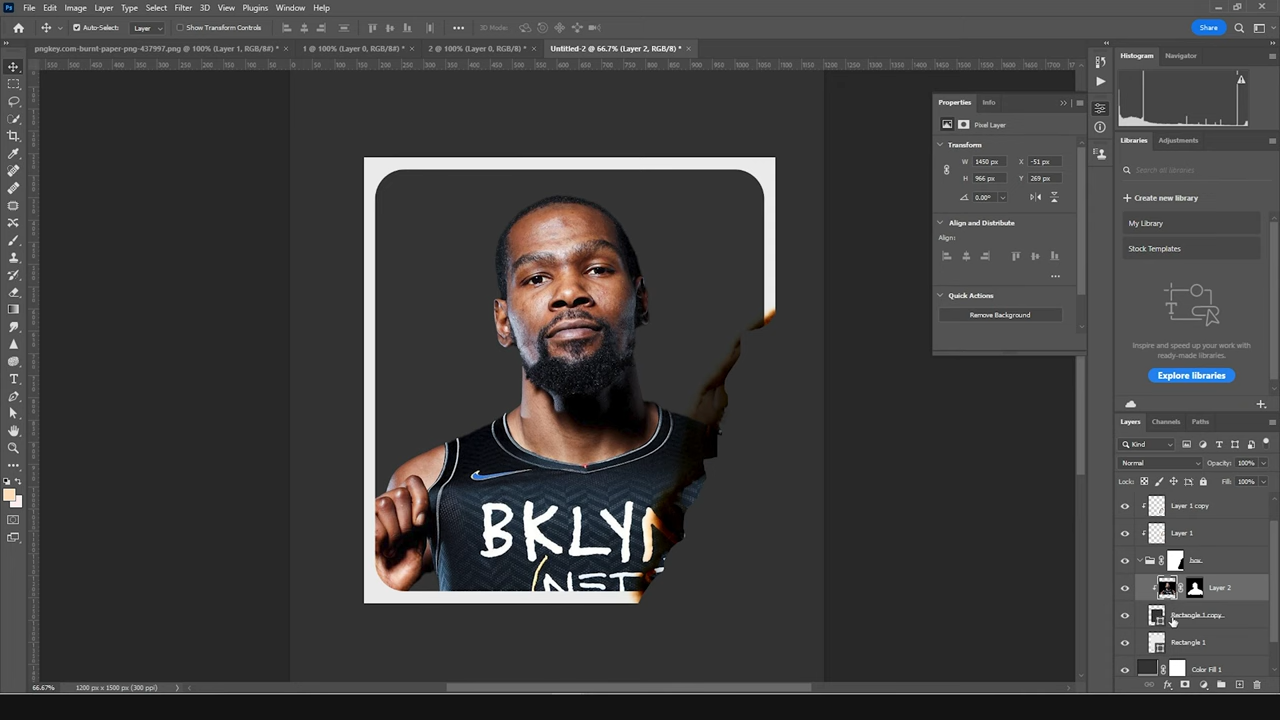 File Edit Image Layer Type Select Filter 3D View Plugins Window Help
Auto-Select: Layer Show Transform Controls 3D Mode: Share
pngkey.com-burnt-paper-png-437997.png @ 100% (Layer 1, RGB/8#) * × 1 @ 100% (Layer 0, RGB/8#) * × 2 @ 100% (Layer 0, RGB/8*) * × Untitled-2 @ 66.7% (Layer 2, RGB/8*) * ×
Histogram Navigator
Properties Info
Pixel Layer
Transform
W 1450 px X -51 px
H 966 px Y 269 px
0.00°
Align and Distribute
Align:
Quick Actions
Remove Background
Libraries Adjustments
Search all libraries
Create new library
My Library
Stock Templates
Inspire and speed up your work with
ready-made libraries.
Explore libraries
Layers Channels Paths
Kind
Normal Opacity: 100%
Lock: Fill: 100%
Layer 1 copy
Layer 1
box
Layer 2
Rectangle 1 copy
Rectangle 1
Color Fill 1
BKLYN
NETS
66.67% 1200 px x 1500 px (300 ppi)